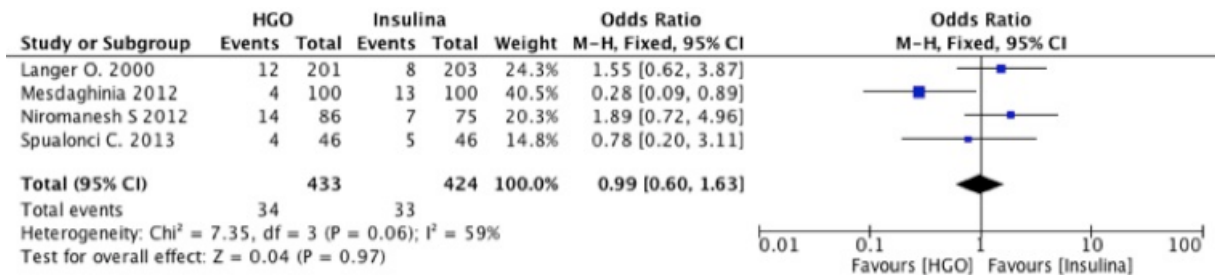 HGO Insulina Odds Ratio Odds Ratio
Study or Subgroup Events Total Events Total Weight M-H, Fixed, 95% CI M-H, Fixed, 95% CI
Langer O. 2000 12 201 8 203 24.3% 1.55 [0.62, 3.87]
Mesdaghinia 2012 4 100 13 100 40.5% 0.28 [0.09, 0.89]
Niromanesh S 2012 14 86 7 75 20.3% 1.89 [0.72, 4.96]
Spualonci C. 2013 4 46 5 46 14.8% 0.78 [0.20, 3.11]
Total (95% CI) 433 424 100.0% 0.99 [0.60, 1.63]
Total events 34 33
Heterogeneity: Chi² = 7.35, df = 3 (P = 0.06); I² = 59%
Test for overall effect: Z = 0.04 (P = 0.97)
0.01 0.1 1 10 100
Favours [HGO] Favours [Insulina]